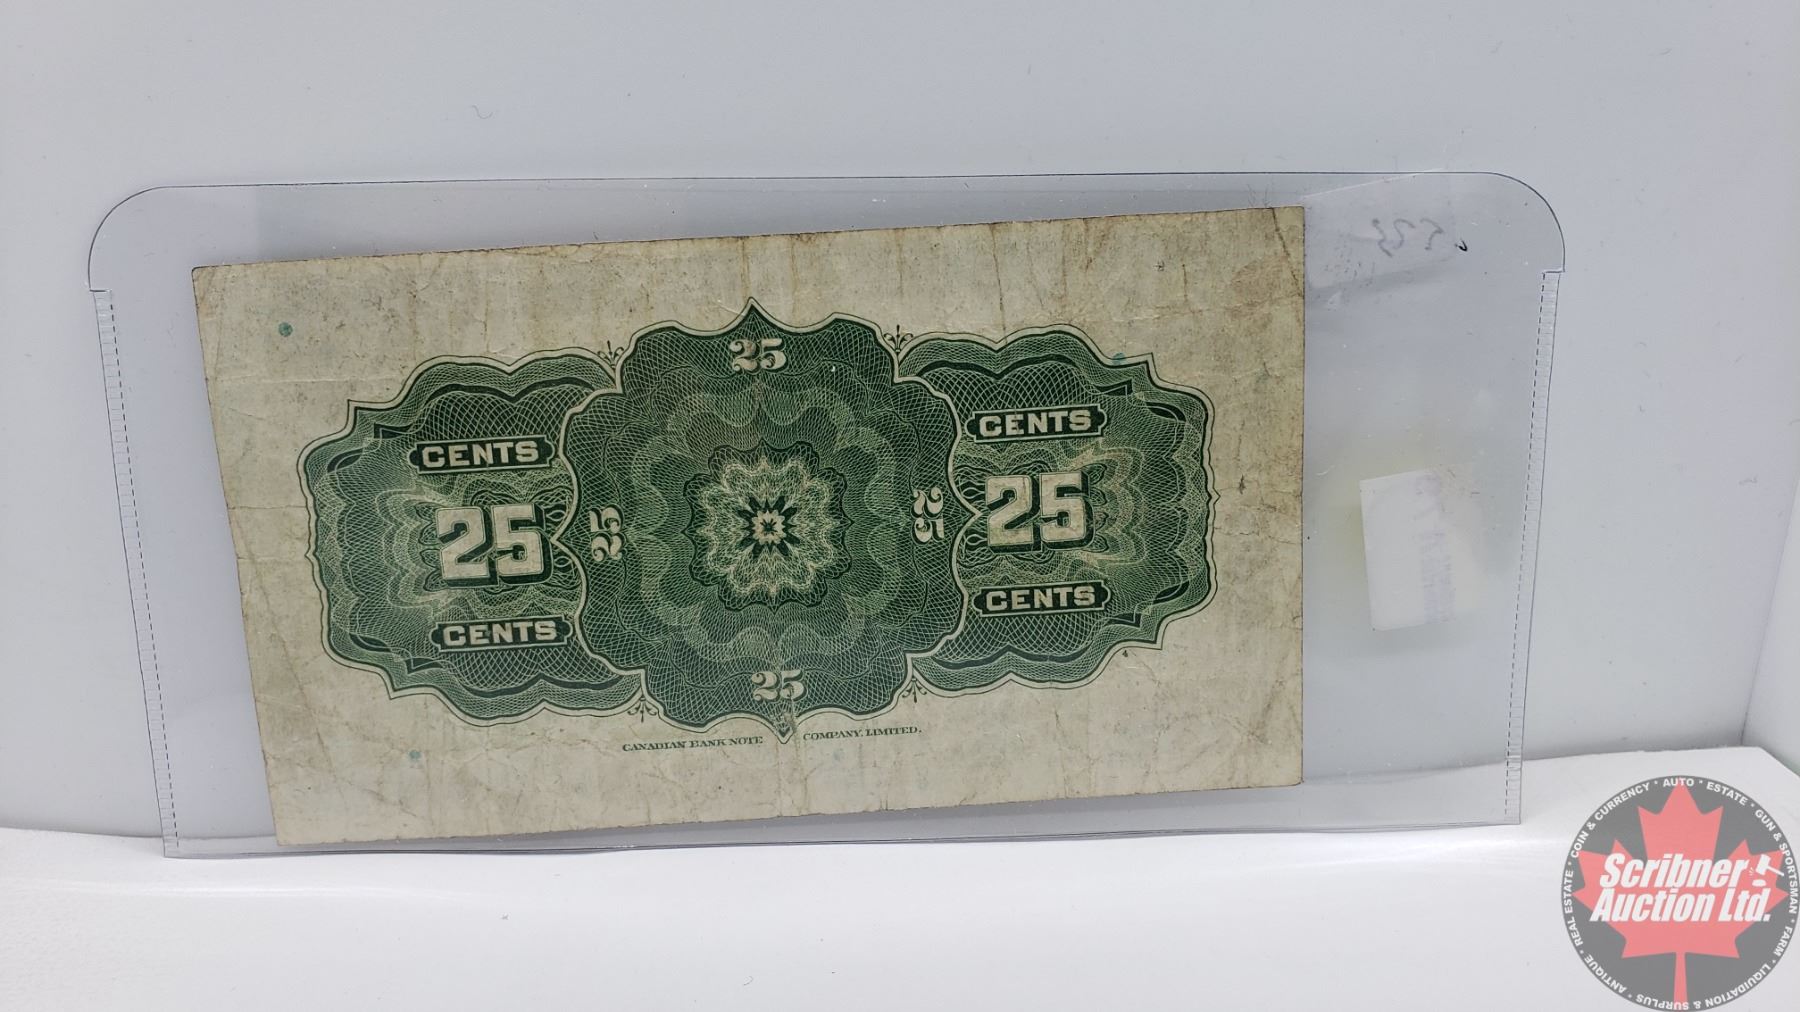 25
CENTS CENTS
25 25 25 25
CENTS CENTS
25
4
CANADIAN BANK NOTE COMPANY, LIMITED.
Scribner
Auction Ltd.
REAL ESTATE • COIN & CURRENCY • AUTO • ESTATE • GUN & SPORTSMAN • FARM • LIQUIDATION & SURPLUS • ANTIQUE